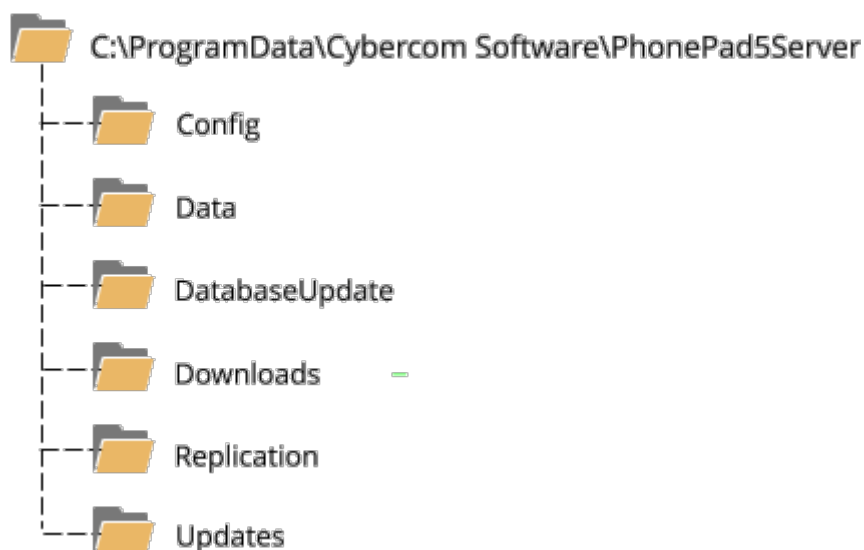 C:\ProgramData\Cybercom Software\PhonePad5Server
Config
Data
DatabaseUpdate
Downloads
Replication
Updates